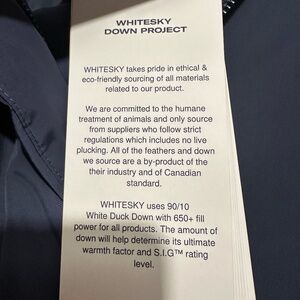 WHITESKY
DOWN PROJECT
WHITESKY takes pride in ethical &
eco-friendly sourcing of all materials
related to our product.
We are committed to the humane
treatment of animals and only source
from suppliers who follow strict
regulations which includes no live
plucking. All of the feathers and down
we source are a by-product of the
their industry and of Canadian
standard.
WHITESKY uses 90/10
White Duck Down with 650+ fill
power for all products. The amount of
down will help determine its ultimate
warmth factor and S.I.G™ rating
level.